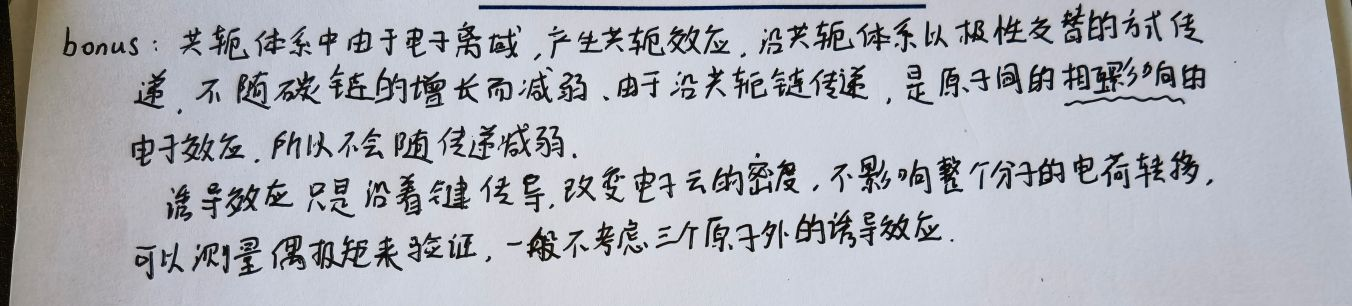 bonus: 共轭体系中由于电子离域,产生共轭效应,沿共轭体系以极性交替的方式传
递,不随碳链的增长而减弱、由于沿共轭链传递,是原子间的相互影响的
电子效应,所以不会随传递减弱.
诱导效应只是沿着键传导,改变电子云的密度,不影响整个分子的电荷转移,
可以测量偶极矩来验证,一般不考虑三个原子外的诱导效应.